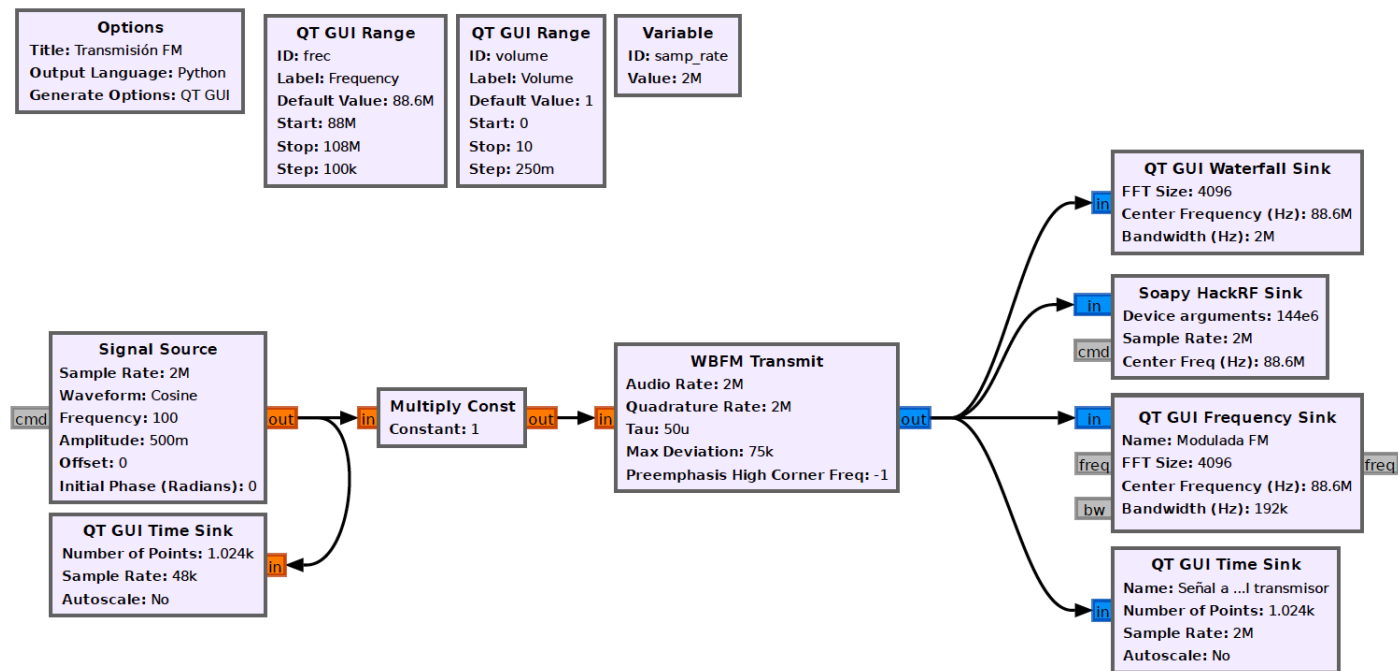 Options
Title: Transmisión FM
Output Language: Python
Generate Options: QT GUI
QT GUI Range
ID: frec
Label: Frequency
Default Value: 88.6M
Start: 88M
Stop: 108M
Step: 100k
QT GUI Range
ID: volume
Label: Volume
Default Value: 1
Start: 0
Stop: 10
Step: 250m
Variable
ID: samp_rate
Value: 2M
Signal Source
Sample Rate: 2M
Waveform: Cosine
Frequency: 100
Amplitude: 500m
Offset: 0
Initial Phase (Radians): 0
cmd
out
QT GUI Time Sink
Number of Points: 1.024k
Sample Rate: 48k
Autoscale: No
in
in
Multiply Const
Constant: 1
out
in
WBFM Transmit
Audio Rate: 2M
Quadrature Rate: 2M
Tau: 50u
Max Deviation: 75k
Preemphasis High Corner Freq: -1
out
in
QT GUI Waterfall Sink
FFT Size: 4096
Center Frequency (Hz): 88.6M
Bandwidth (Hz): 2M
in
cmd
Soapy HackRF Sink
Device arguments: 144e6
Sample Rate: 2M
Center Freq (Hz): 88.6M
in
freq
bw
QT GUI Frequency Sink
Name: Modulada FM
FFT Size: 4096
Center Frequency (Hz): 88.6M
Bandwidth (Hz): 192k
freq
in
QT GUI Time Sink
Name: Señal a ...l transmisor
Number of Points: 1.024k
Sample Rate: 2M
Autoscale: No